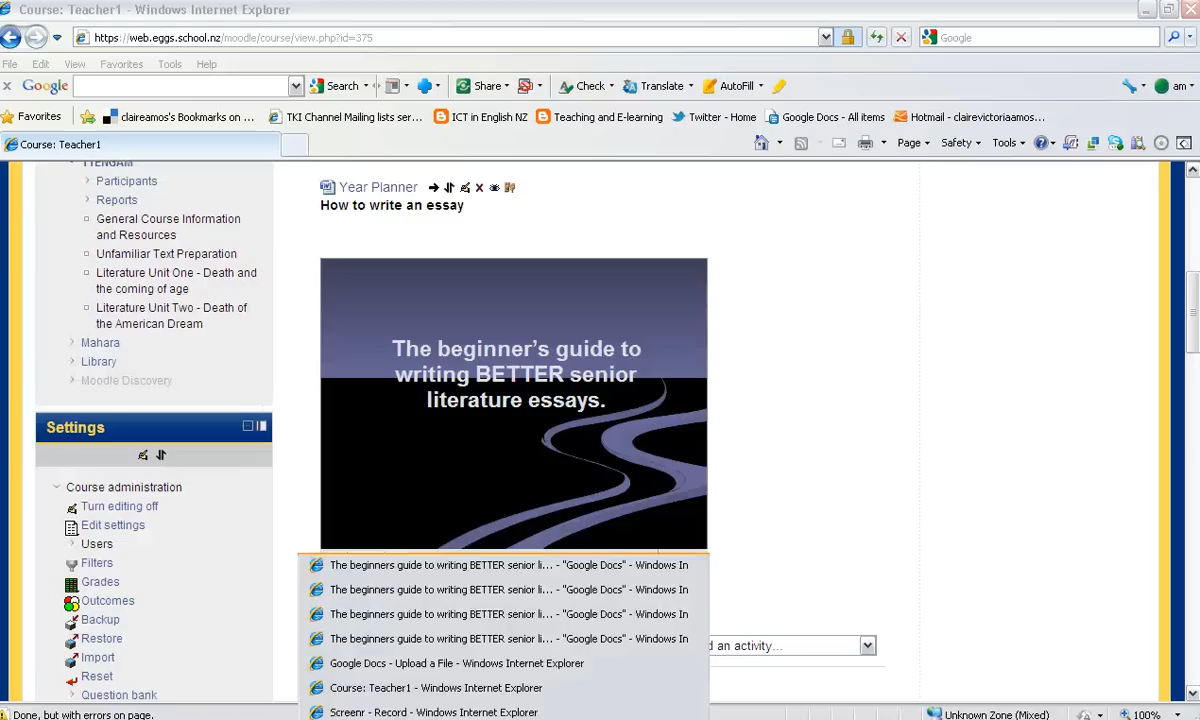 Course: Teacher1 - Windows Internet Explorer
https://web.eggs.school.nz/moodle/course/view.php?id=375
Google
File Edit View Favorites Tools Help
x Google Search Share Check Translate AutoFill am
Favorites claireamos's Bookmarks on ... TKI Channel Mailing lists ser... ICT in English NZ Teaching and E-learning Twitter - Home Google Docs - All items Hotmail - clairevictoriaamos...
Course: Teacher1
Page Safety Tools
11ENGAM
Participants
Reports
General Course Information
and Resources
Unfamiliar Text Preparation
Literature Unit One - Death and
the coming of age
Literature Unit Two - Death of
the American Dream
Mahara
Library
Moodle Discovery
Settings
Course administration
Turn editing off
Edit settings
Users
Filters
Grades
Outcomes
Backup
Restore
Import
Reset
Question bank
Year Planner
How to write an essay
The beginner's guide to
writing BETTER senior
literature essays.
The beginners guide to writing BETTER senior li... - "Google Docs" - Windows In
The beginners guide to writing BETTER senior li... - "Google Docs" - Windows In
The beginners guide to writing BETTER senior li... - "Google Docs" - Windows In
The beginners guide to writing BETTER senior li... - "Google Docs" - Windows In
Google Docs - Upload a File - Windows Internet Explorer
Course: Teacher1 - Windows Internet Explorer
Screenr - Record - Windows Internet Explorer
d an activity...
Done, but with errors on page.
Unknown Zone (Mixed)
100%